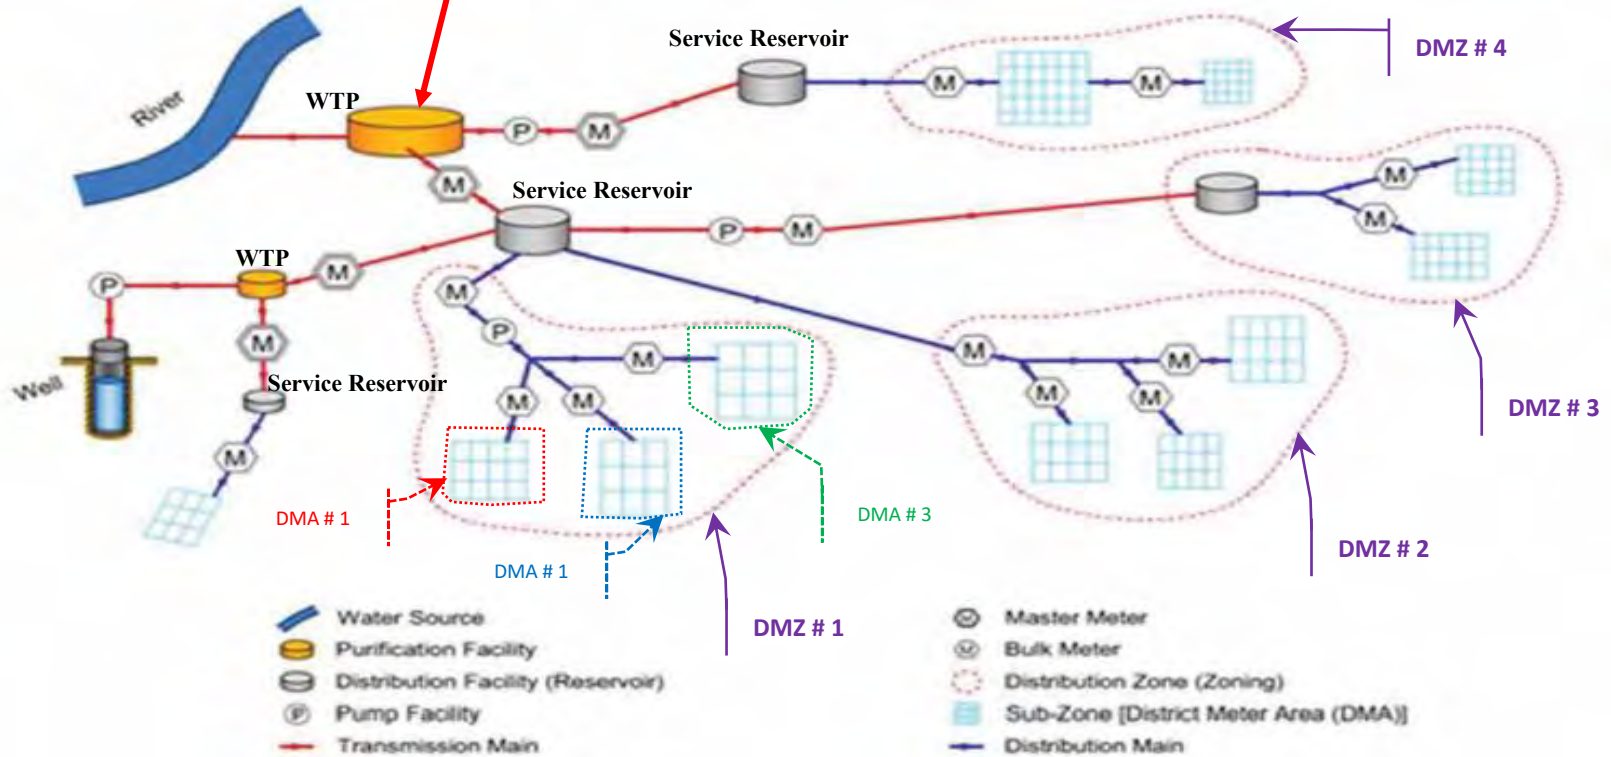 Service Reservoir
DMZ # 4
M
M
WTP
River
P
M
M
Service Reservoir
M
M
P
M
WTP
M
P
M
M
DMZ # 3
M
P
M
M
M
Well
Service Reservoir
M
M
M
M
M
DMA # 1
DMA # 3
DMZ # 2
DMA # 1
DMZ # 1
Water Source
Purification Facility
Distribution Facility (Reservoir)
P Pump Facility
Transmission Main
M Master Meter
M Bulk Meter
Distribution Zone (Zoning)
Sub-Zone [District Meter Area (DMA)]
Distribution Main